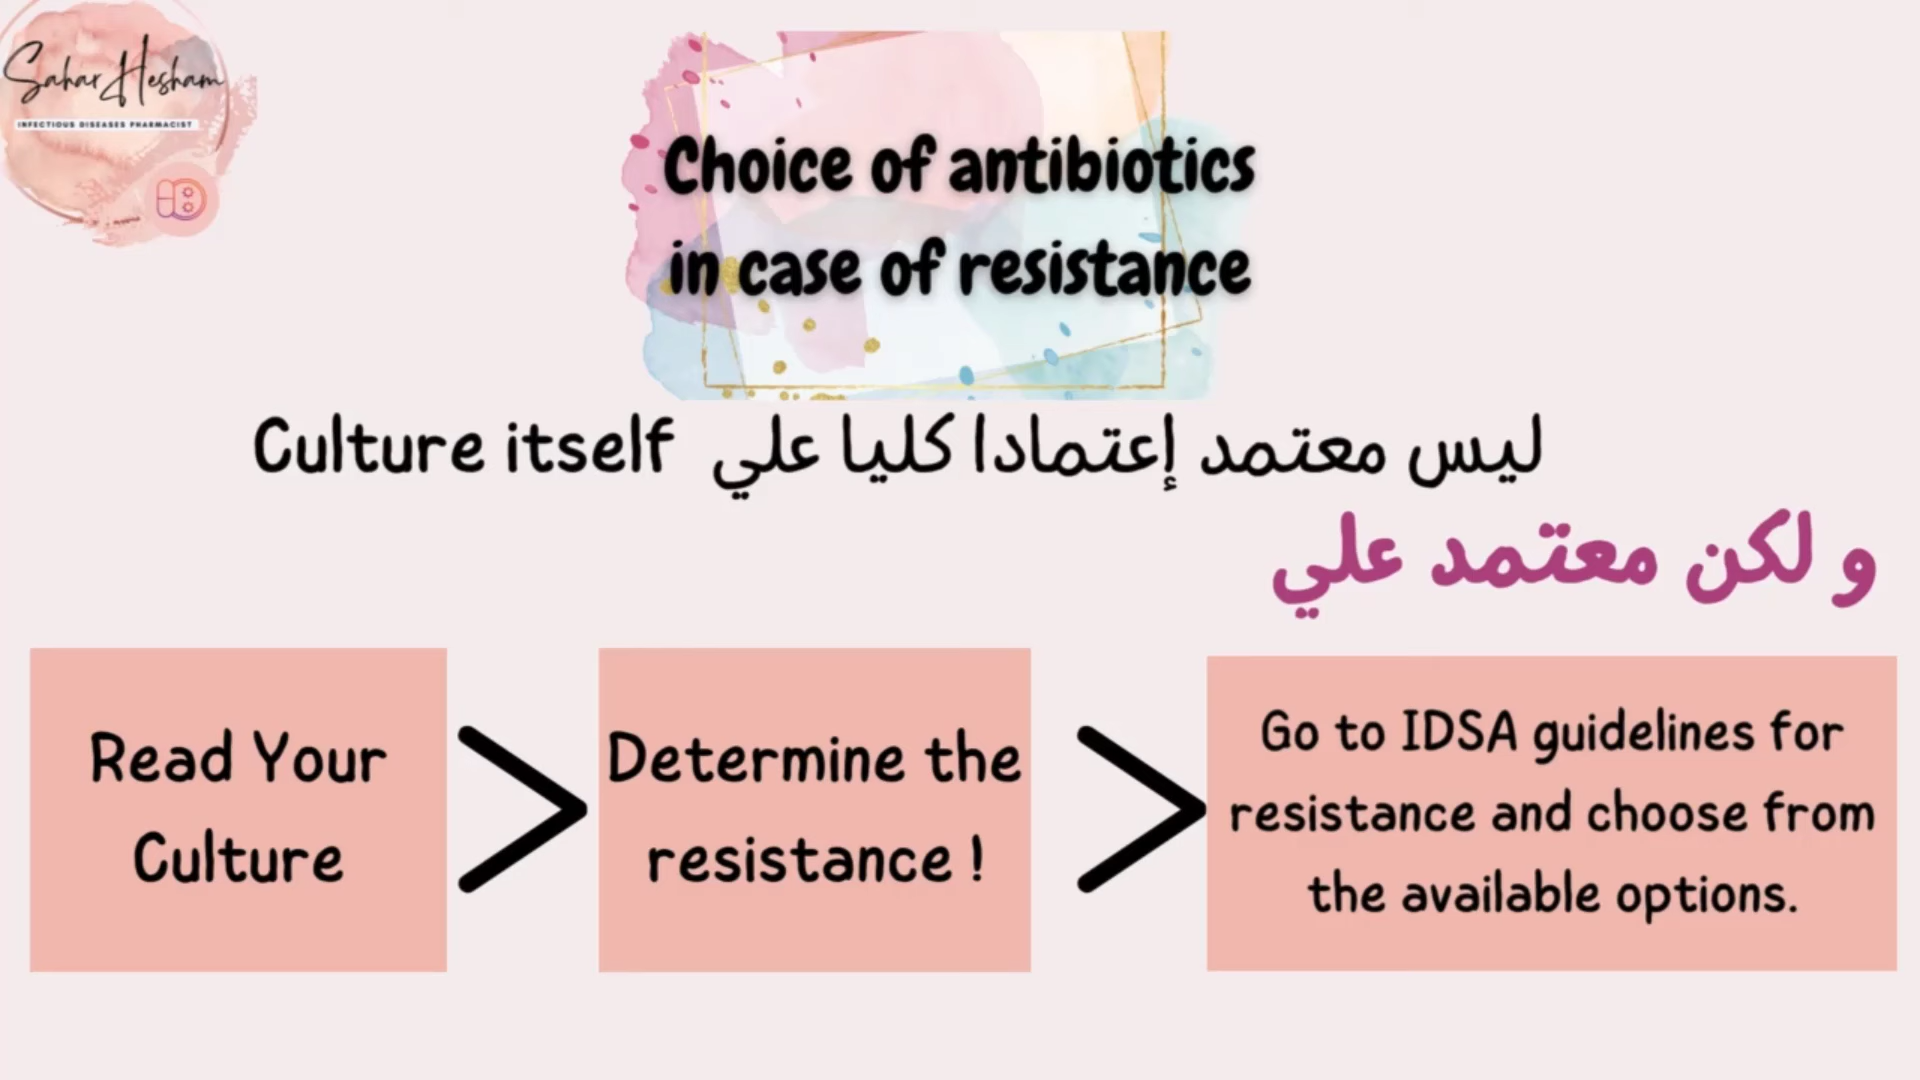 Sahar Hesham
INFECTIOUS DISEASES PHARMACIST
Choice of antibiotics
in case of resistance
ليس معتمد إعتمادا كليا علي Culture itself
و لكن معتمد علي
Read Your
Culture
>
Determine the
resistance !
>
Go to IDSA guidelines for
resistance and choose from
the available options.